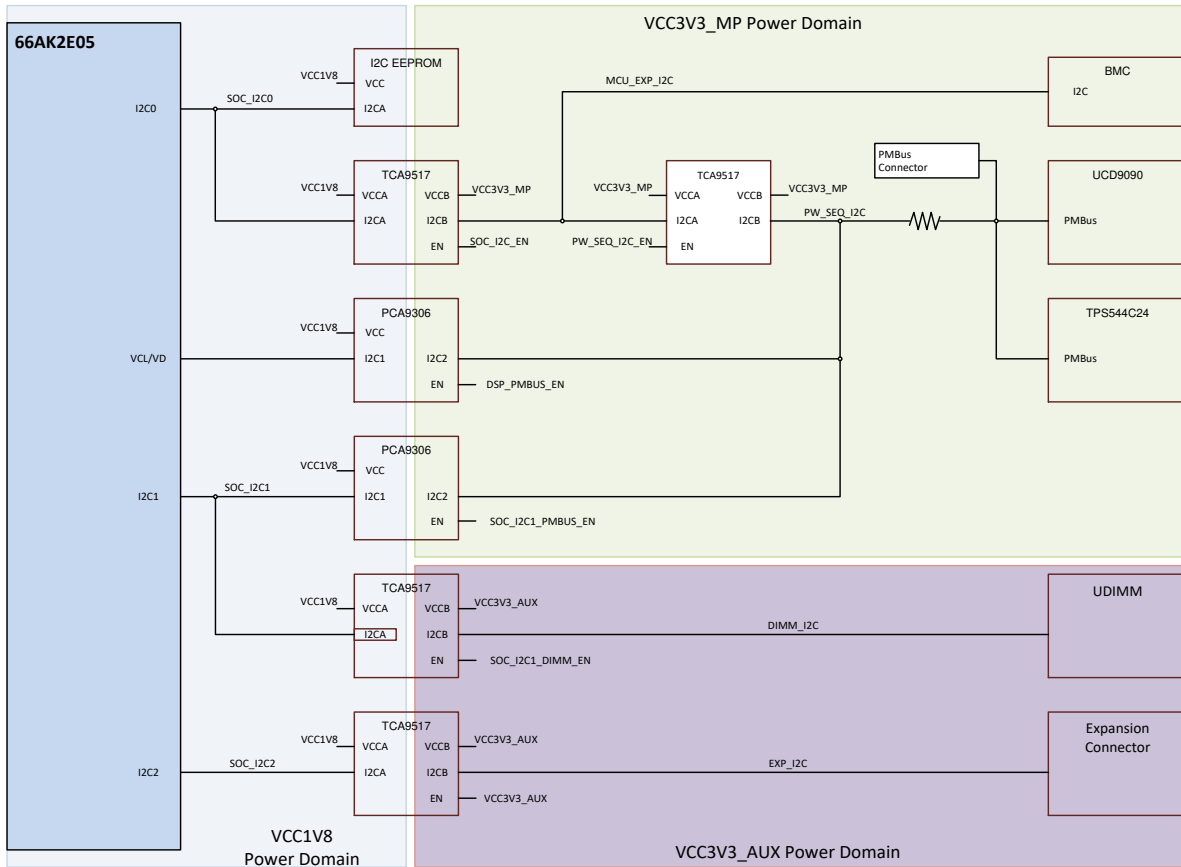 66AK2E05
VCC3V3_MP Power Domain
I2C EEPROM
VCC1V8
VCC
I2C0
SOC_I2C0
I2CA
MCU_EXP_I2C
BMC
I2C
TCA9517
VCC1V8
VCCA
VCCB
VCC3V3_MP
I2CA
I2CB
EN
SOC_I2C_EN
TCA9517
VCC3V3_MP
VCCA
VCCB
VCC3V3_MP
I2CA
I2CB
PW_SEQ_I2C
PW_SEQ_I2C_EN
EN
PMBus
Connector
UCD9090
PMBus
PCA9306
VCC1V8
VCC
VCL/VD
I2C1
I2C2
EN
DSP_PMBUS_EN
TPS544C24
PMBus
PCA9306
VCC1V8
VCC
I2C1
SOC_I2C1
I2C1
I2C2
EN
SOC_I2C1_PMBUS_EN
TCA9517
VCC1V8
VCCA
VCCB
VCC3V3_AUX
I2CA
I2CB
DIMM_I2C
EN
SOC_I2C1_DIMM_EN
UDIMM
TCA9517
VCC1V8
VCCA
VCCB
VCC3V3_AUX
I2C2
SOC_I2C2
I2CA
I2CB
EXP_I2C
EN
VCC3V3_AUX
Expansion
Connector
VCC1V8
Power Domain
VCC3V3_AUX Power Domain